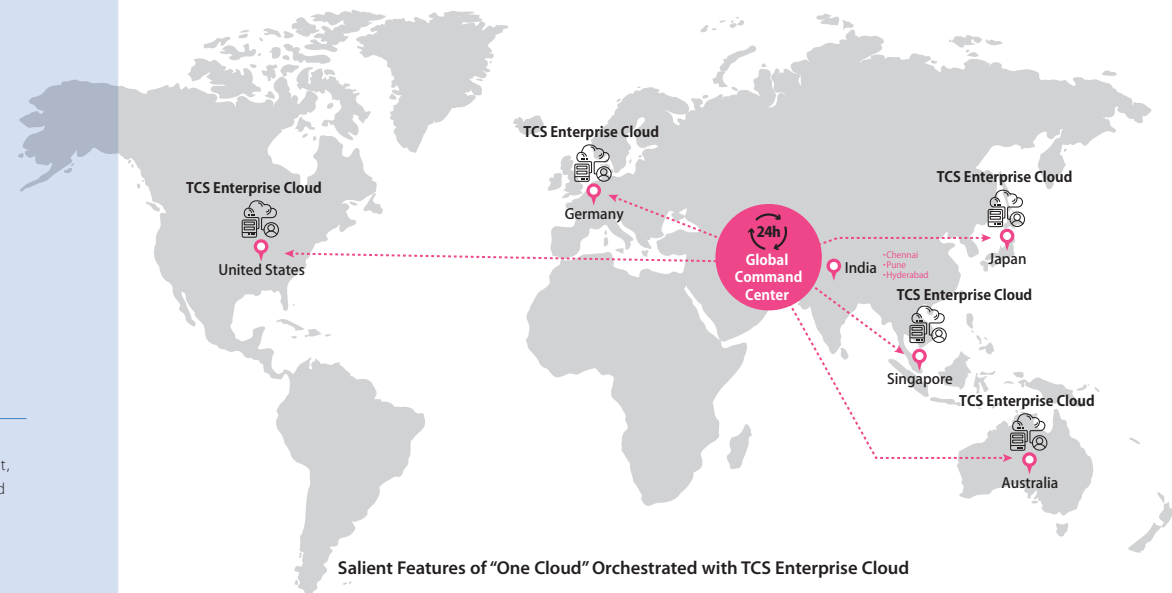 TCS Enterprise Cloud
Germany
TCS Enterprise Cloud
United States
24h
Global
Command
Center
India
•Chennai
•Pune
•Hyderabad
TCS Enterprise Cloud
Japan
TCS Enterprise Cloud
Singapore
TCS Enterprise Cloud
Australia
t,
d
Salient Features of “One Cloud” Orchestrated with TCS Enterprise Cloud